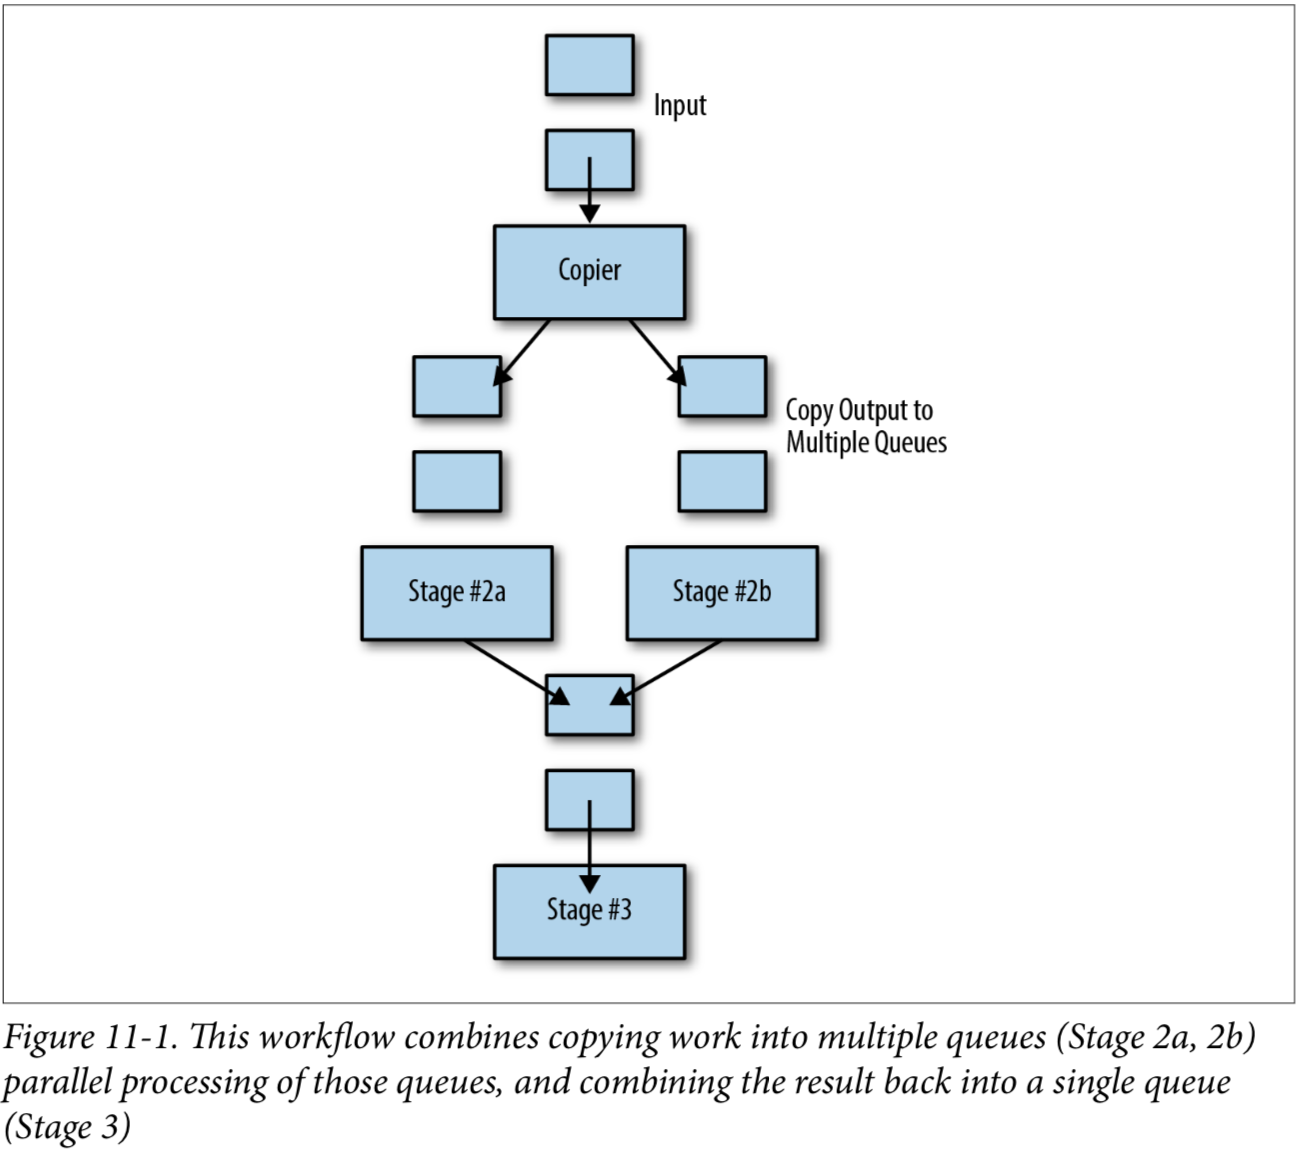 Input
Copier
Copy Output to
Multiple Queues
Stage #2a
Stage #2b
Stage #3
Figure 11-1. This workflow combines copying work into multiple queues (Stage 2a, 2b)
parallel processing of those queues, and combining the result back into a single queue
(Stage 3)